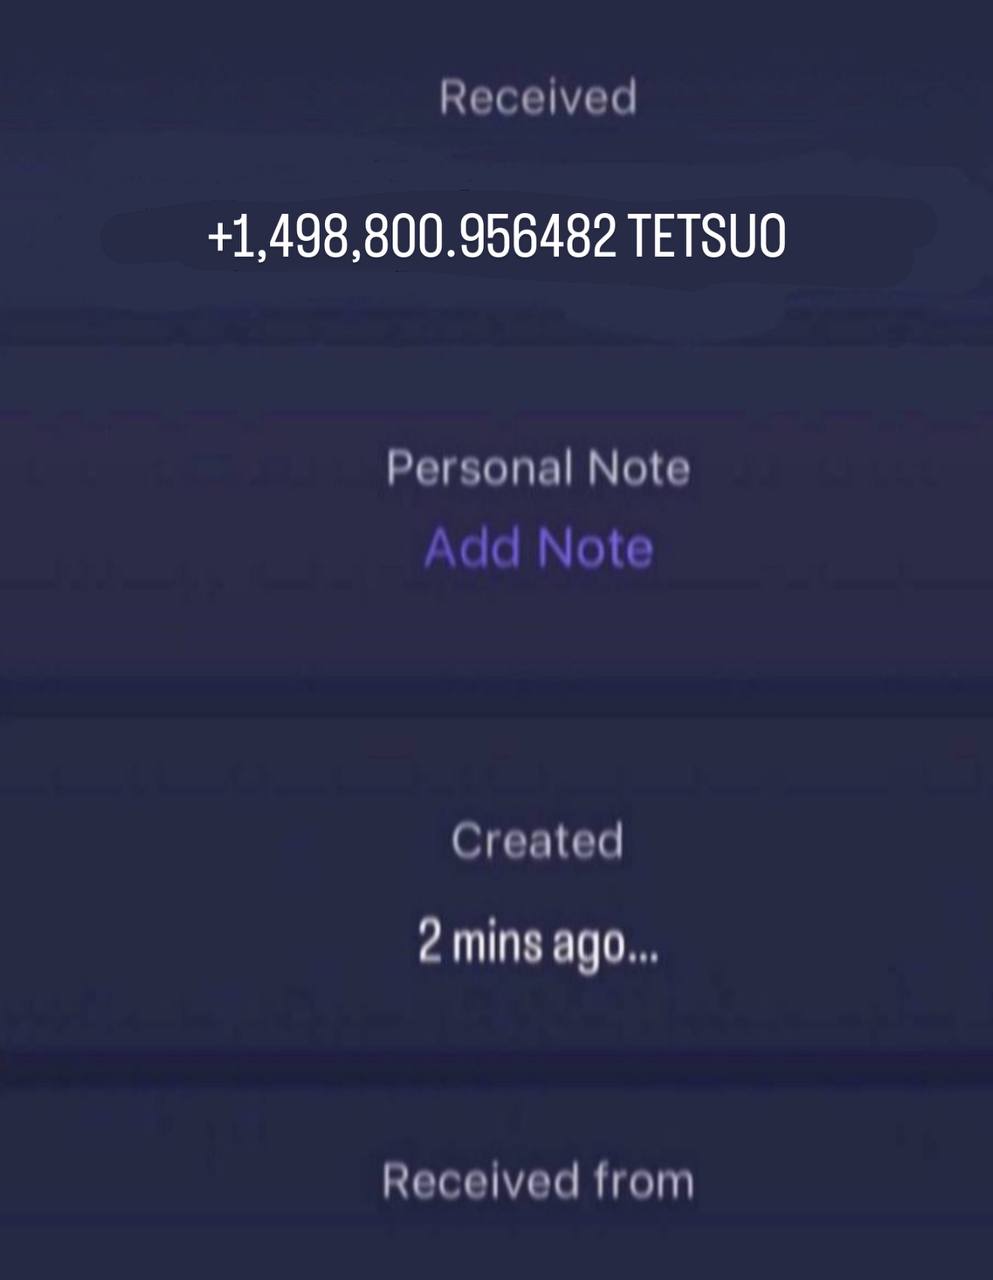 Received
+1,498,800.956482 TETSUO
Personal Note
Add Note
Created
2 mins ago...
Received from